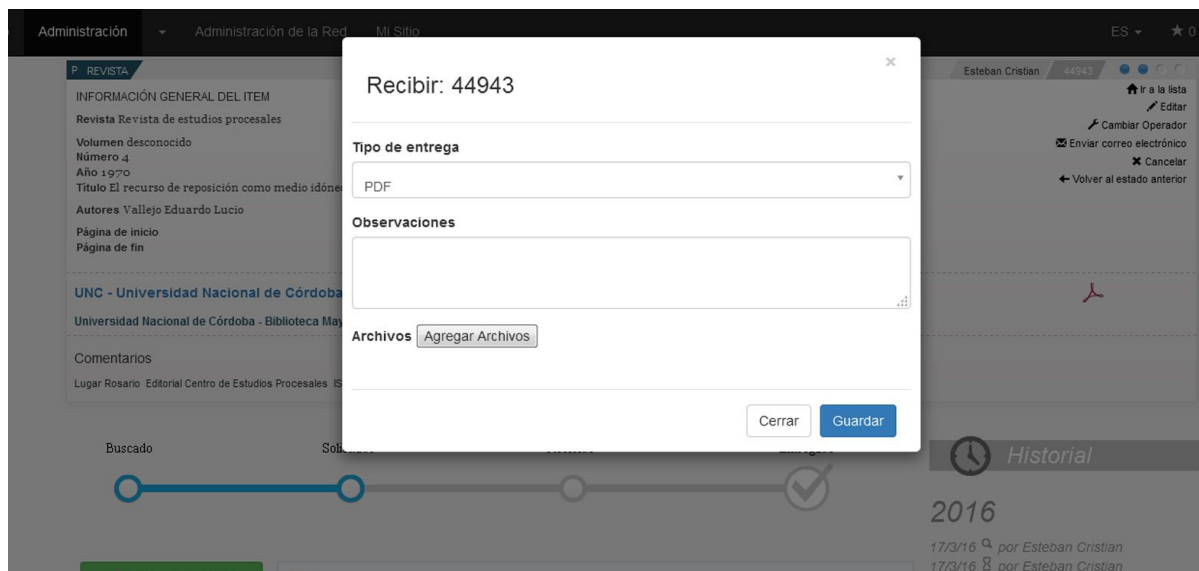 Administración
Administración de la Red
Mi Sitio
ES
0
P REVISTA
Esteban Cristian
44943
INFORMACIÓN GENERAL DEL ITEM
Revista Revista de estudios procesales
Volumen desconocido
Número 4
Año 1970
Título El recurso de reposición como medio idóne
Autores Vallejo Eduardo Lucio
Página de inicio
Página de fin
Ir a la lista
Editar
Cambiar Operador
Enviar correo electrónico
Cancelar
Volver al estado anterior
UNC - Universidad Nacional de Córdoba
Universidad Nacional de Córdoba - Biblioteca May
Comentarios
Lugar Rosario Editorial Centro de Estudios Procesales IS
Recibir: 44943
×
Tipo de entrega
PDF
Observaciones
Archivos Agregar Archivos
Cerrar
Guardar
Buscado
Historial
2016
17/3/16 por Esteban Cristian
17/3/16 por Esteban Cristian